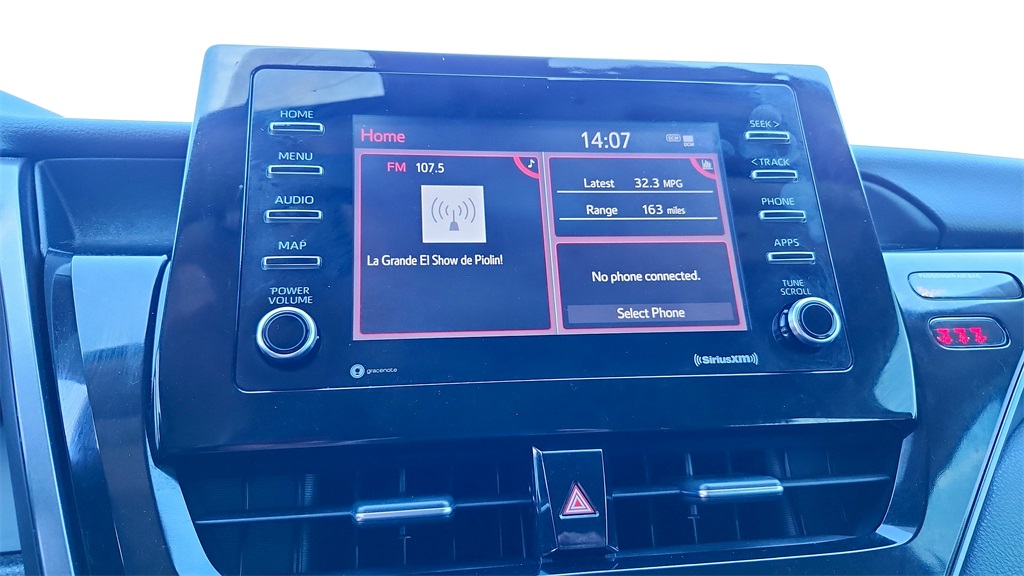 HOME
MENU
AUDIO
MAP
POWER
VOLUME
Home
14:07
DCM
DCM
FM 107.5
La Grande El Show de Piolin!
Latest 32.3 MPG
Range 163 miles
No phone connected.
Select Phone
SEEK >
< TRACK
PHONE
APPS
TUNE
SCROLL
gracenote
((SiriusXM))